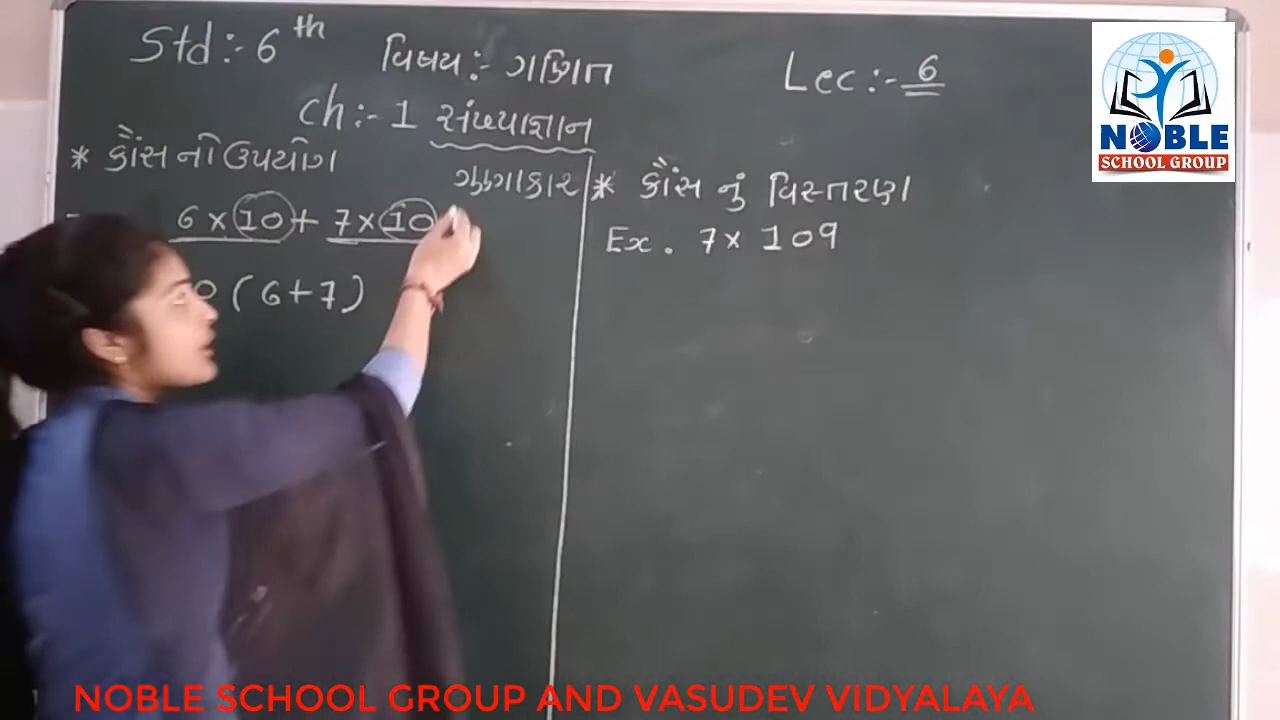 Std :- 6th
વિષય :- ગણિત
Lec :- 6
ch :- 1 સંખ્યાજ્ઞાન
* કૌંસ નો ઉપયોગ
ગુણાકાર
6 × 10 + 7 × 10
0 ( 6 + 7 )
* કૌંસ નું વિસ્તરણ
Ex . 7 × 109
NOBLE
SCHOOL GROUP
NOBLE SCHOOL GROUP AND VASUDEV VIDYALAYA